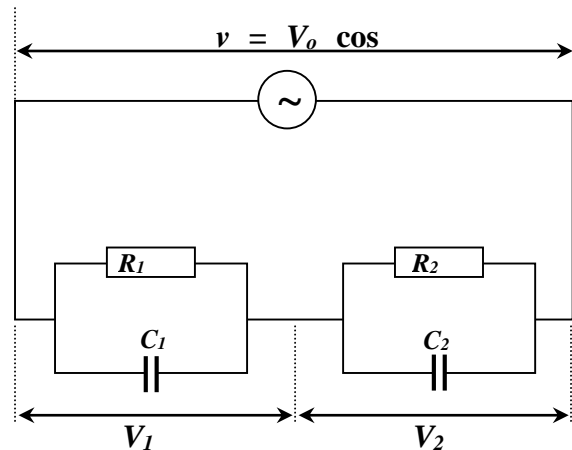 v = Vₒ cos
~
R₁ R₂
C₁ C₂
V₁ V₂